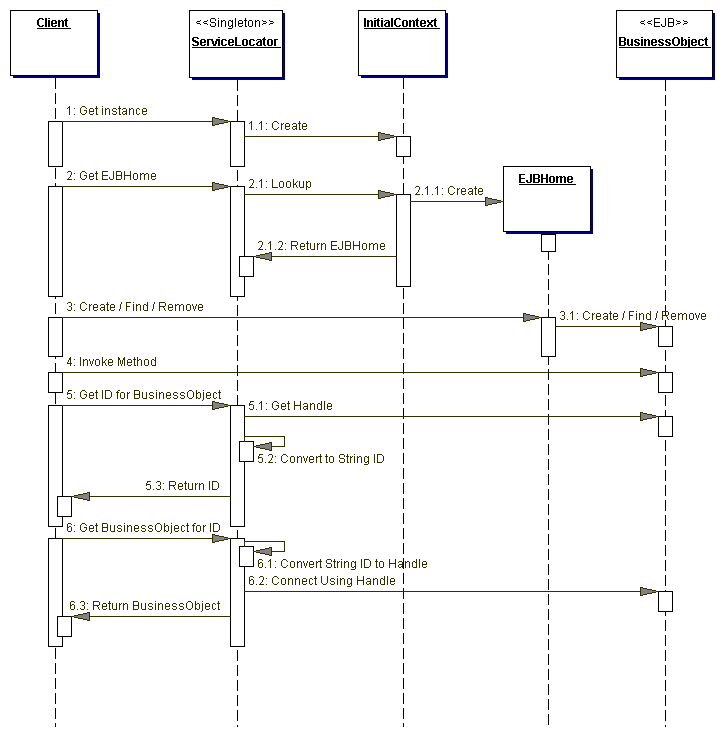 Client
<<Singleton>>
ServiceLocator
InitialContext
<<EJB>>
BusinessObject
1: Get instance
1.1: Create
2: Get EJBHome
2.1: Lookup
2.1.1: Create
EJBHome
2.1.2: Return EJBHome
3: Create / Find / Remove
3.1: Create / Find / Remove
4: Invoke Method
5: Get ID for BusinessObject
5.1: Get Handle
5.2: Convert to String ID
5.3: Return ID
6: Get BusinessObject for ID
6.1: Convert String ID to Handle
6.2: Connect Using Handle
6.3: Return BusinessObject